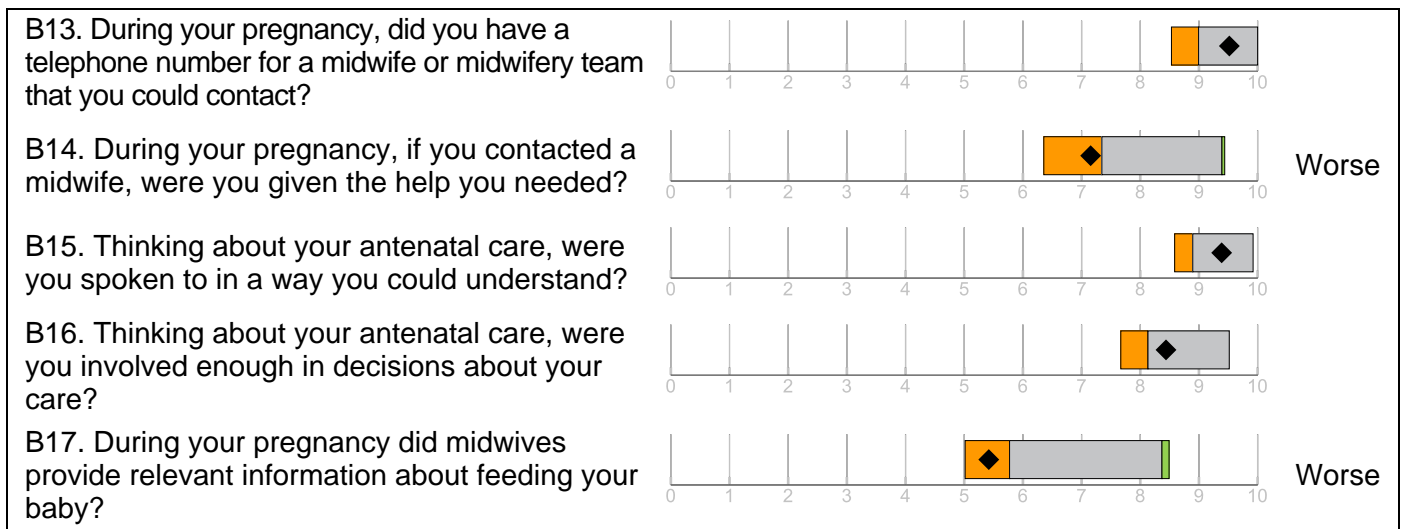 B13. During your pregnancy, did you have a
telephone number for a midwife or midwifery team
that you could contact?
0 1 2 3 4 5 6 7 8 9 10
B14. During your pregnancy, if you contacted a
midwife, were you given the help you needed?
0 1 2 3 4 5 6 7 8 9 10
Worse
B15. Thinking about your antenatal care, were
you spoken to in a way you could understand?
0 1 2 3 4 5 6 7 8 9 10
B16. Thinking about your antenatal care, were
you involved enough in decisions about your
care?
0 1 2 3 4 5 6 7 8 9 10
B17. During your pregnancy did midwives
provide relevant information about feeding your
baby?
0 1 2 3 4 5 6 7 8 9 10
Worse